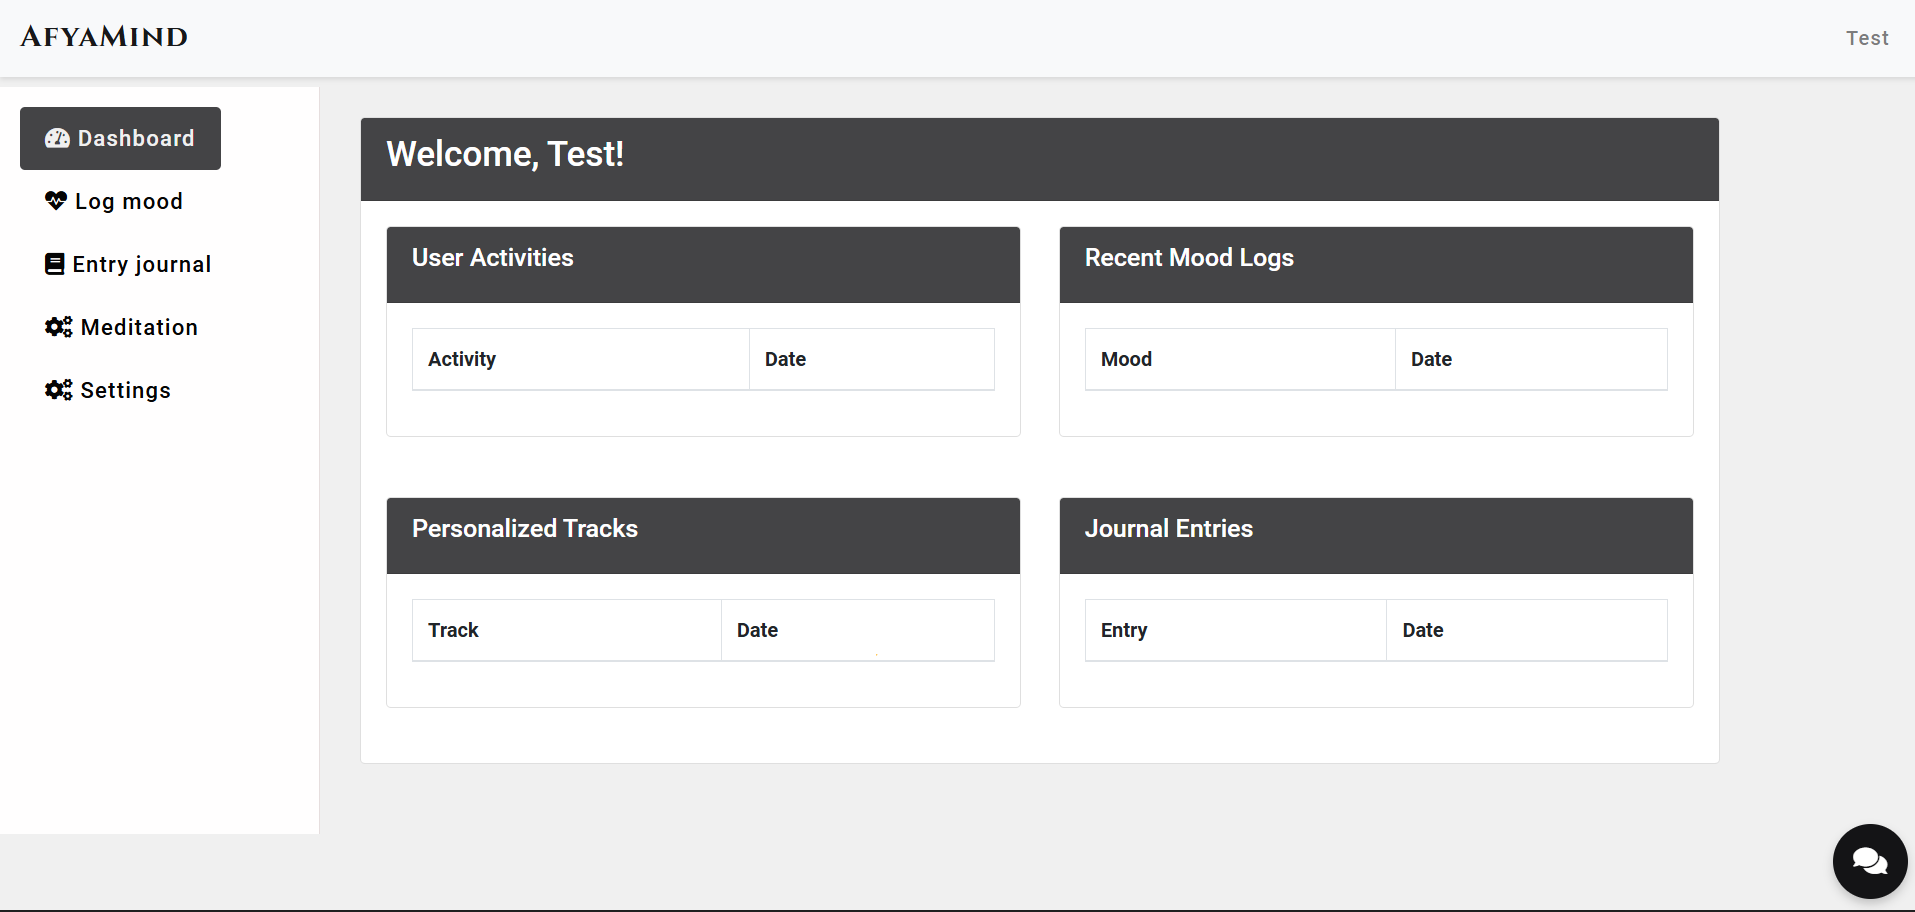 AfyaMind
Test
Dashboard
Log mood
Entry journal
Meditation
Settings
Welcome, Test!
User Activities
Activity Date
Recent Mood Logs
Mood Date
Personalized Tracks
Track Date
Journal Entries
Entry Date